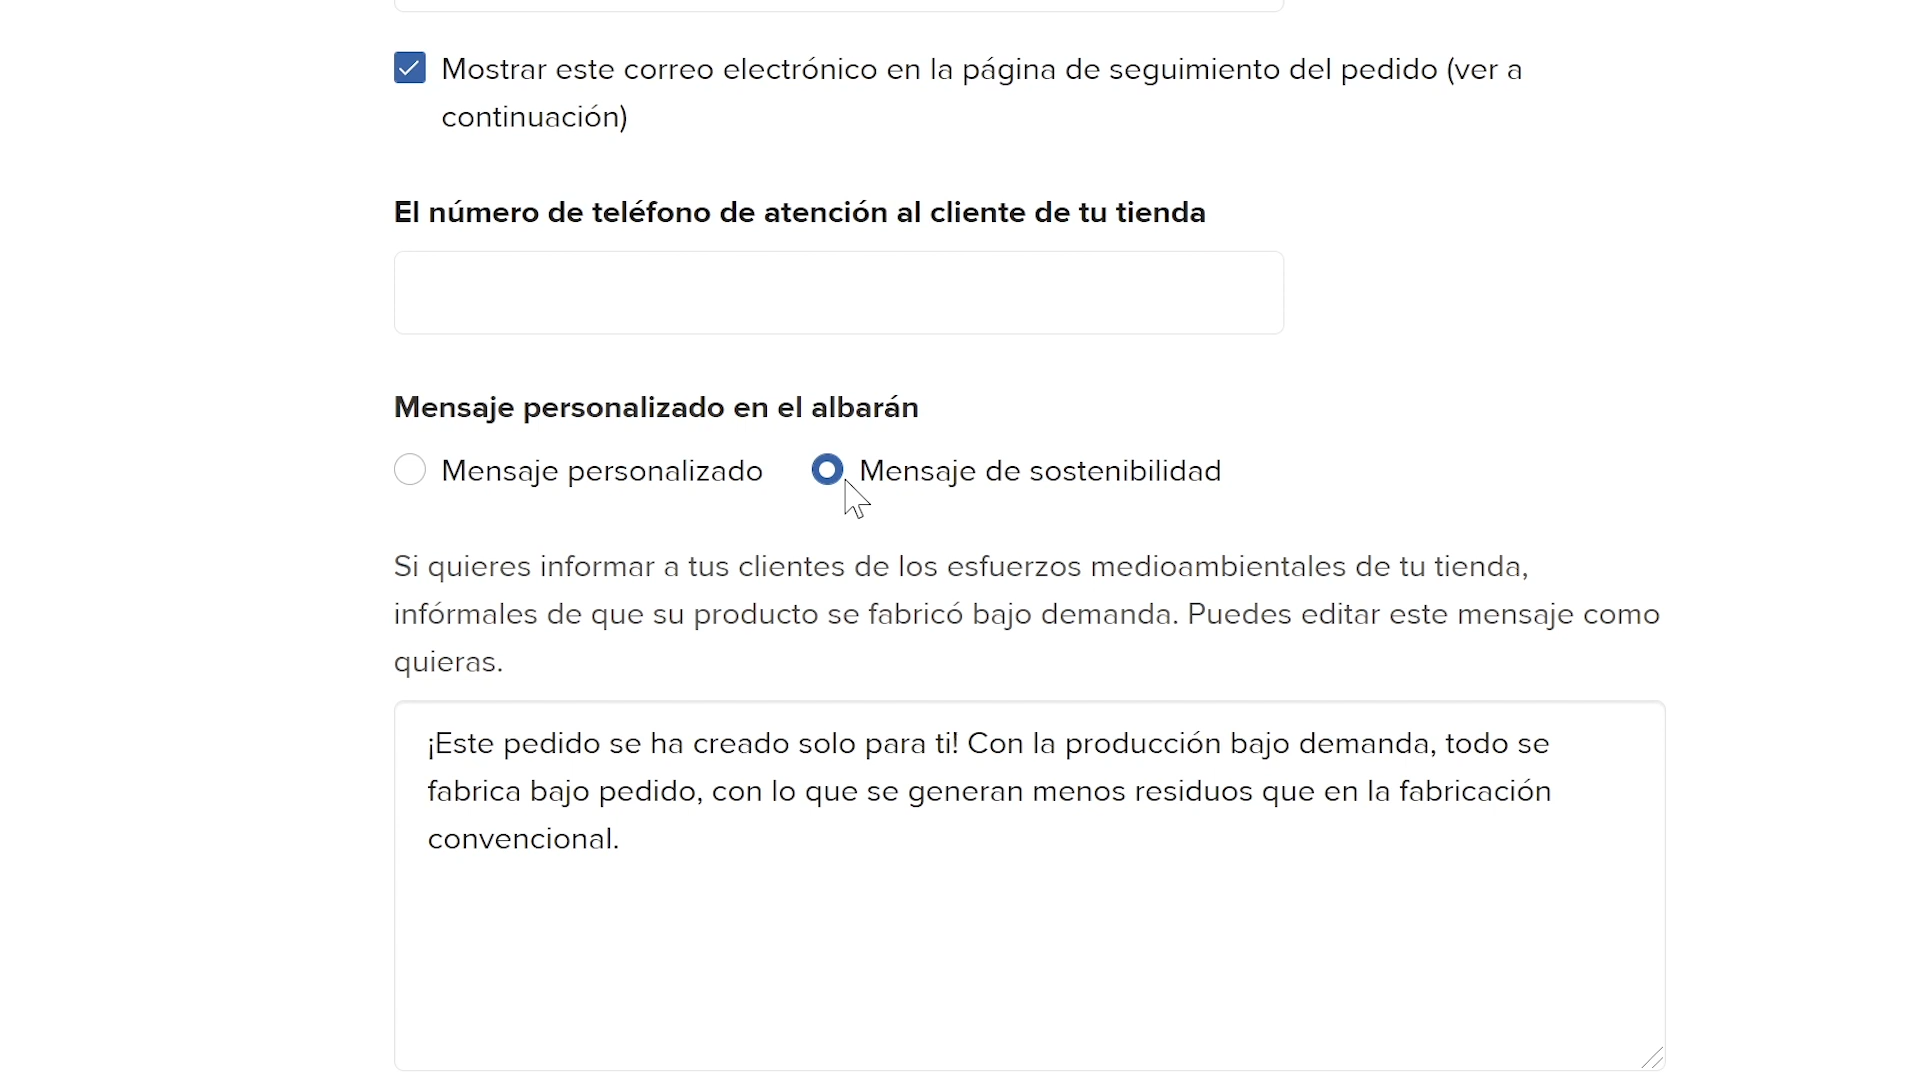 Mostrar este correo electrónico en la página de seguimiento del pedido (ver a
continuación)
El número de teléfono de atención al cliente de tu tienda
Mensaje personalizado en el albarán
Mensaje personalizado
Mensaje de sostenibilidad
Si quieres informar a tus clientes de los esfuerzos medioambientales de tu tienda,
infórmales de que su producto se fabricó bajo demanda. Puedes editar este mensaje como
quieras.
¡Este pedido se ha creado solo para ti! Con la producción bajo demanda, todo se
fabrica bajo pedido, con lo que se generan menos residuos que en la fabricación
convencional.